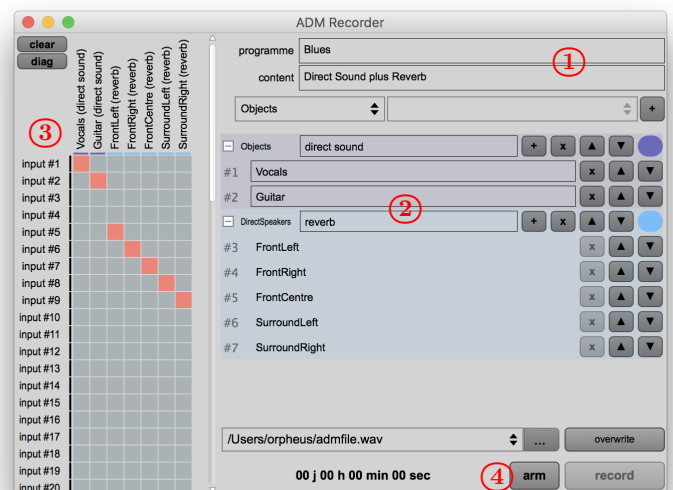 ADM Recorder
clear
diag
Vocals (direct sound)
Guitar (direct sound)
FrontLeft (reverb)
FrontRight (reverb)
FrontCentre (reverb)
SurroundLeft (reverb)
SurroundRight (reverb)
3
input #1
input #2
input #3
input #4
input #5
input #6
input #7
input #8
input #9
input #10
input #11
input #12
input #13
input #14
input #15
input #16
input #17
input #18
input #19
input #20
programme Blues
1
content Direct Sound plus Reverb
Objects +
Objects direct sound + x ▲ ▼
#1 Vocals x ▲ ▼
#2 Guitar x ▲ ▼
2
DirectSpeakers reverb + x ▲ ▼
#3 FrontLeft x ▲ ▼
#4 FrontRight x ▲ ▼
#5 FrontCentre x ▲ ▼
#6 SurroundLeft x ▲ ▼
#7 SurroundRight x ▲ ▼
/Users/orpheus/admfile.wav ... overwrite
00 j 00 h 00 min 00 sec 4 arm record